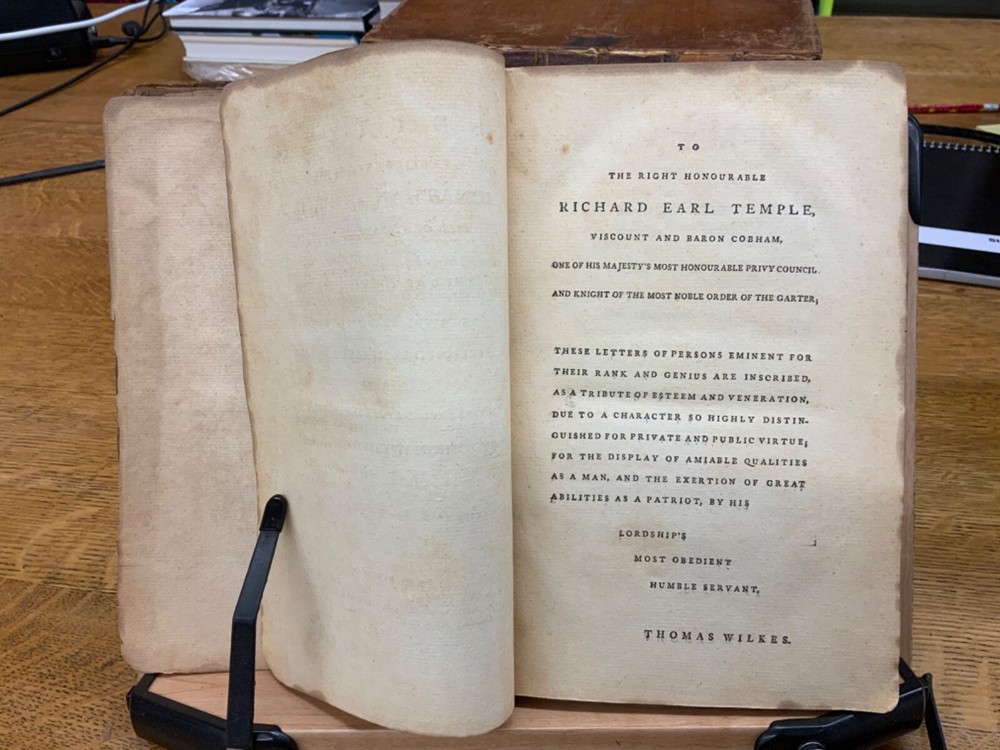 TO
THE RIGHT HONOURABLE
RICHARD EARL TEMPLE,
VISCOUNT AND BARON COBHAM,
ONE OF HIS MAJESTY'S MOST HONOURABLE PRIVY COUNCIL
AND KNIGHT OF THE MOST NOBLE ORDER OF THE GARTER;
THESE LETTERS OF PERSONS EMINENT FOR
THEIR RANK AND GENIUS ARE INSCRIBED,
AS A TRIBUTE OF ESTEEM AND VENERATION,
DUE TO A CHARACTER SO HIGHLY DISTIN-
GUISHED FOR PRIVATE AND PUBLIC VIRTUE;
FOR THE DISPLAY OF AMIABLE QUALITIES
AS A MAN, AND THE EXERTION OF GREAT
ABILITIES AS A PATRIOT, BY HIS
LORDSHIP'S
MOST OBEDIENT
HUMBLE SERVANT,
THOMAS WILKES.